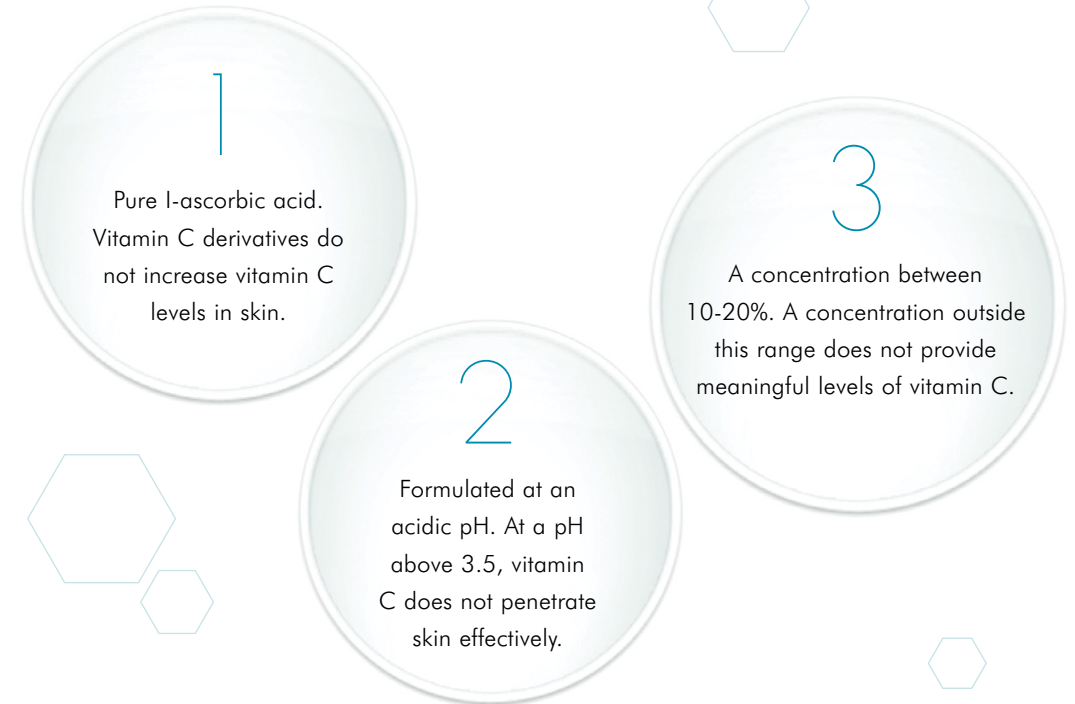 1
Pure l-ascorbic acid.
Vitamin C derivatives do
not increase vitamin C
levels in skin.
2
Formulated at an
acidic pH. At a pH
above 3.5, vitamin
C does not penetrate
skin effectively.
3
A concentration between
10-20%. A concentration outside
this range does not provide
meaningful levels of vitamin C.